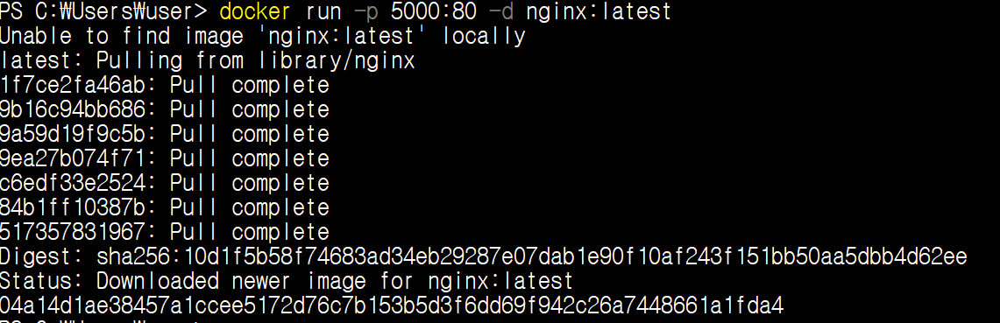 PS C:\Users\user> docker run -p 5000:80 -d nginx:latest
Unable to find image 'nginx:latest' locally
latest: Pulling from library/nginx
1f7ce2fa46ab: Pull complete
9b16c94bb686: Pull complete
9a59d19f9c5b: Pull complete
9ea27b074f71: Pull complete
c6edf33e2524: Pull complete
84b1ff10387b: Pull complete
517357831967: Pull complete
Digest: sha256:10d1f5b58f74683ad34eb29287e07dab1e90f10af243f151bb50aa5dbb4d62ee
Status: Downloaded newer image for nginx:latest
04a14d1ae38457a1ccee5172d76c7b153b5d3f6dd69f942c26a7448661a1fda4